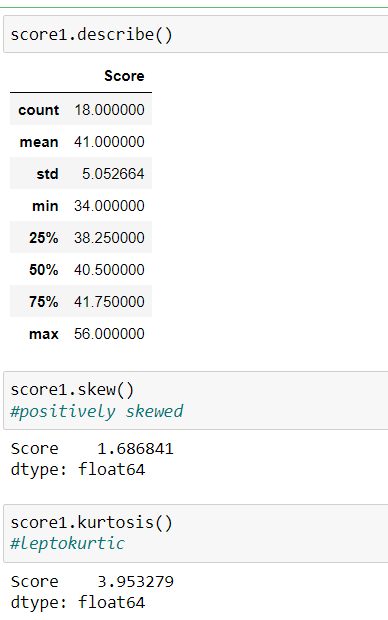 score1.describe()
Score
count 18.000000
mean 41.000000
std 5.052664
min 34.000000
25% 38.250000
50% 40.500000
75% 41.750000
max 56.000000
score1.skew()
#positively skewed
Score    1.686841
dtype: float64
score1.kurtosis()
#leptokurtic
Score    3.953279
dtype: float64